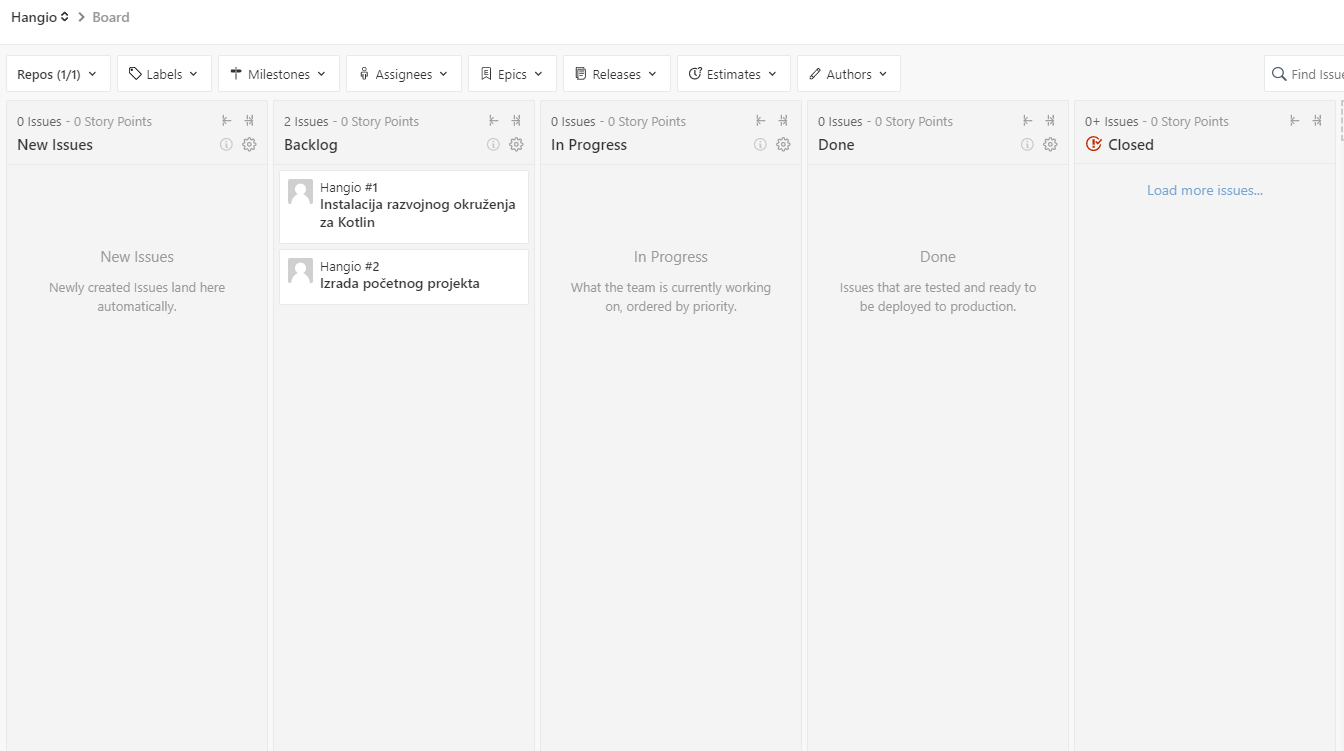 Hangio > Board
Repos (1/1) Labels Milestones Assignees Epics Releases Estimates Authors Find Issue
0 Issues - 0 Story Points
New Issues
New Issues
Newly created Issues land here
automatically.
2 Issues - 0 Story Points
Backlog
Hangio #1
Instalacija razvojnog okruženja
za Kotlin
Hangio #2
Izrada početnog projekta
0 Issues - 0 Story Points
In Progress
In Progress
What the team is currently working
on, ordered by priority.
0 Issues - 0 Story Points
Done
Done
Issues that are tested and ready to
be deployed to production.
0+ Issues - 0 Story Points
Closed
Load more issues...